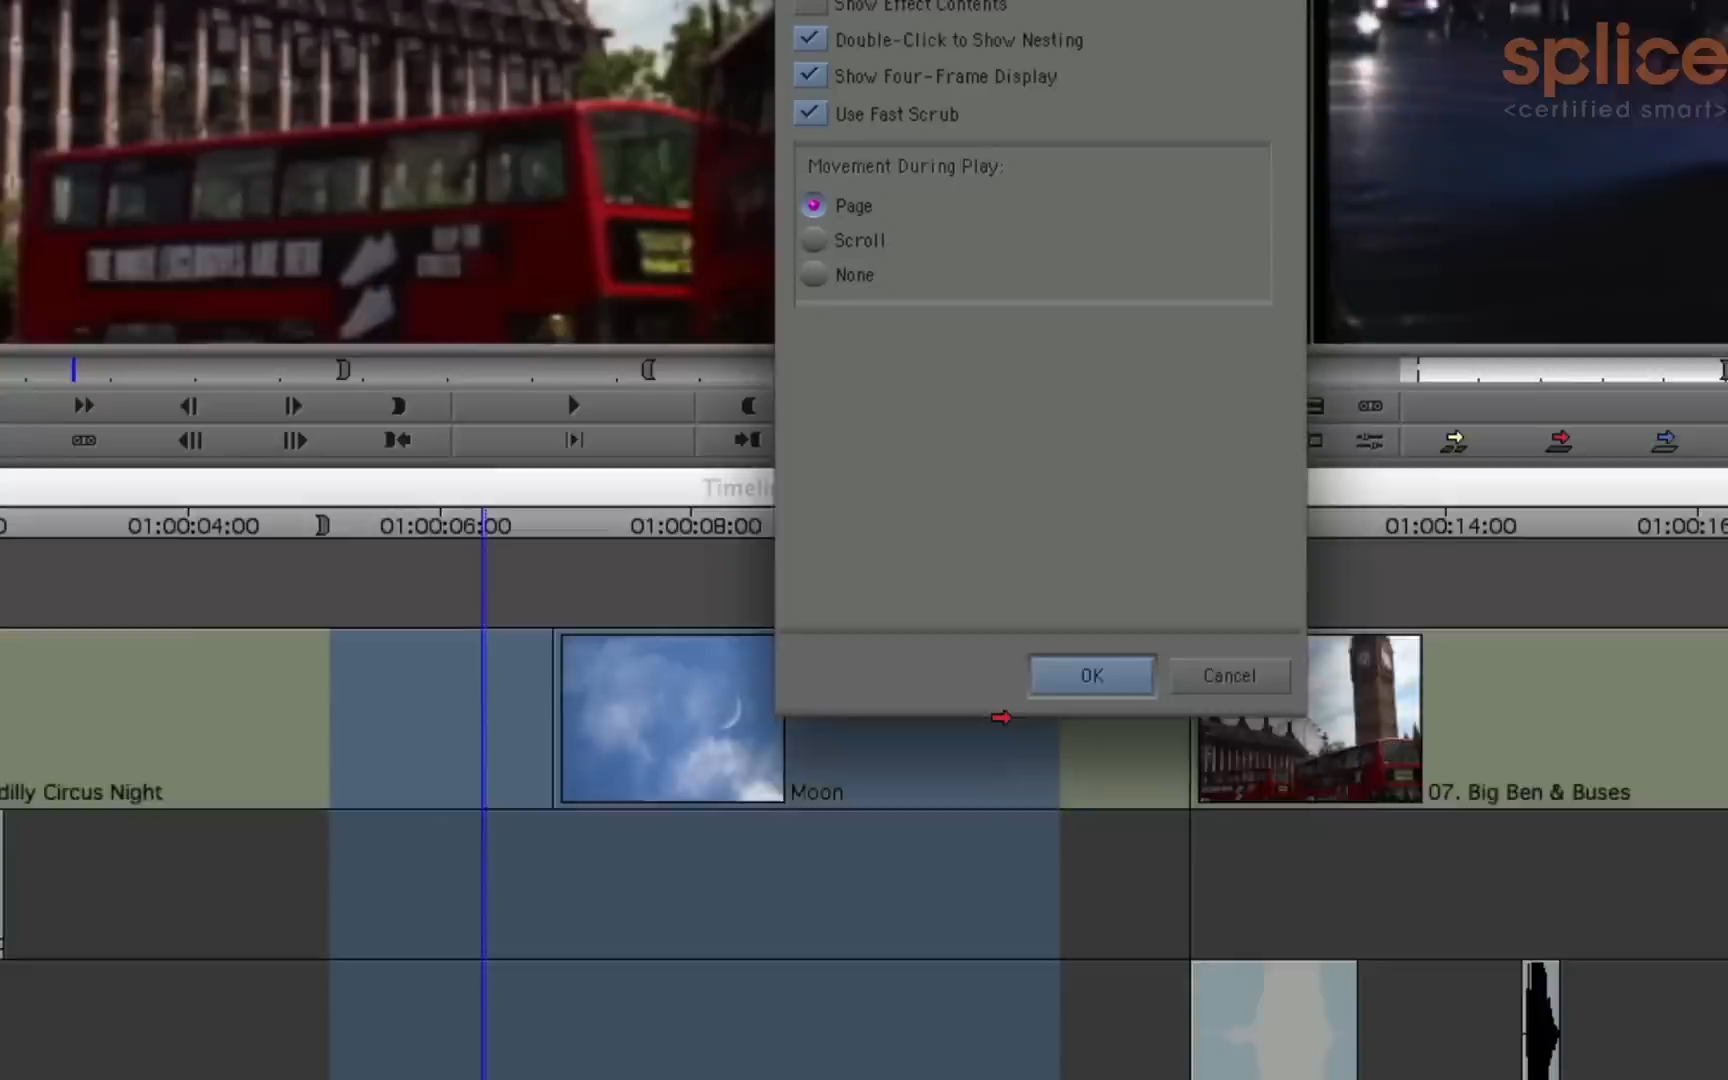 Show Effect Contents
splice
Double-Click to Show Nesting
Show Four-Frame Display
<certified smart>
Use Fast Scrub
Movement During Play:
Page
Scroll
None
01:00:04:00
01:00:06:00
01:00:08:00
01:00:14:00
01:00:16
OK
Cancel
Circus Night
Moon
07. Big Ben & Buses